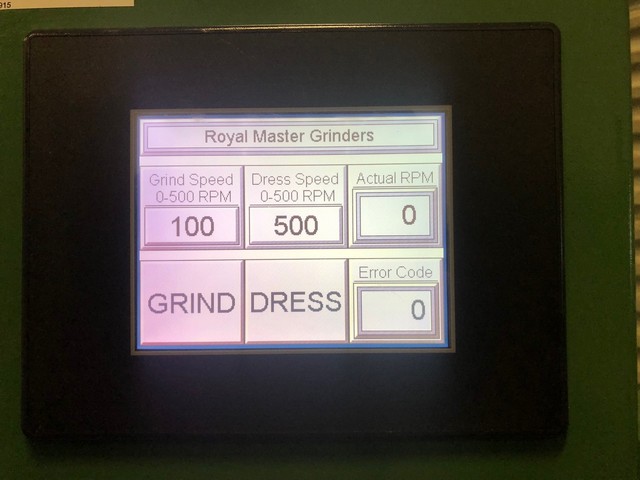 915
Royal Master Grinders
Grind Speed
0-500 RPM
100
Dress Speed
0-500 RPM
500
Actual RPM
0
GRIND
DRESS
Error Code
0